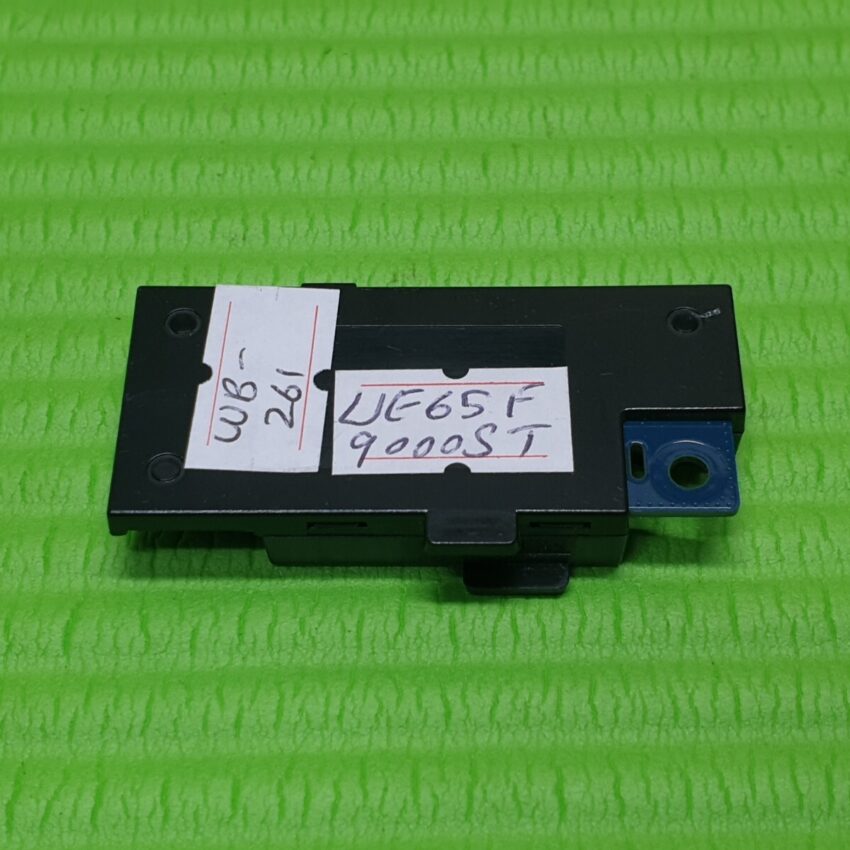 WB-
261
UE65F
9000ST